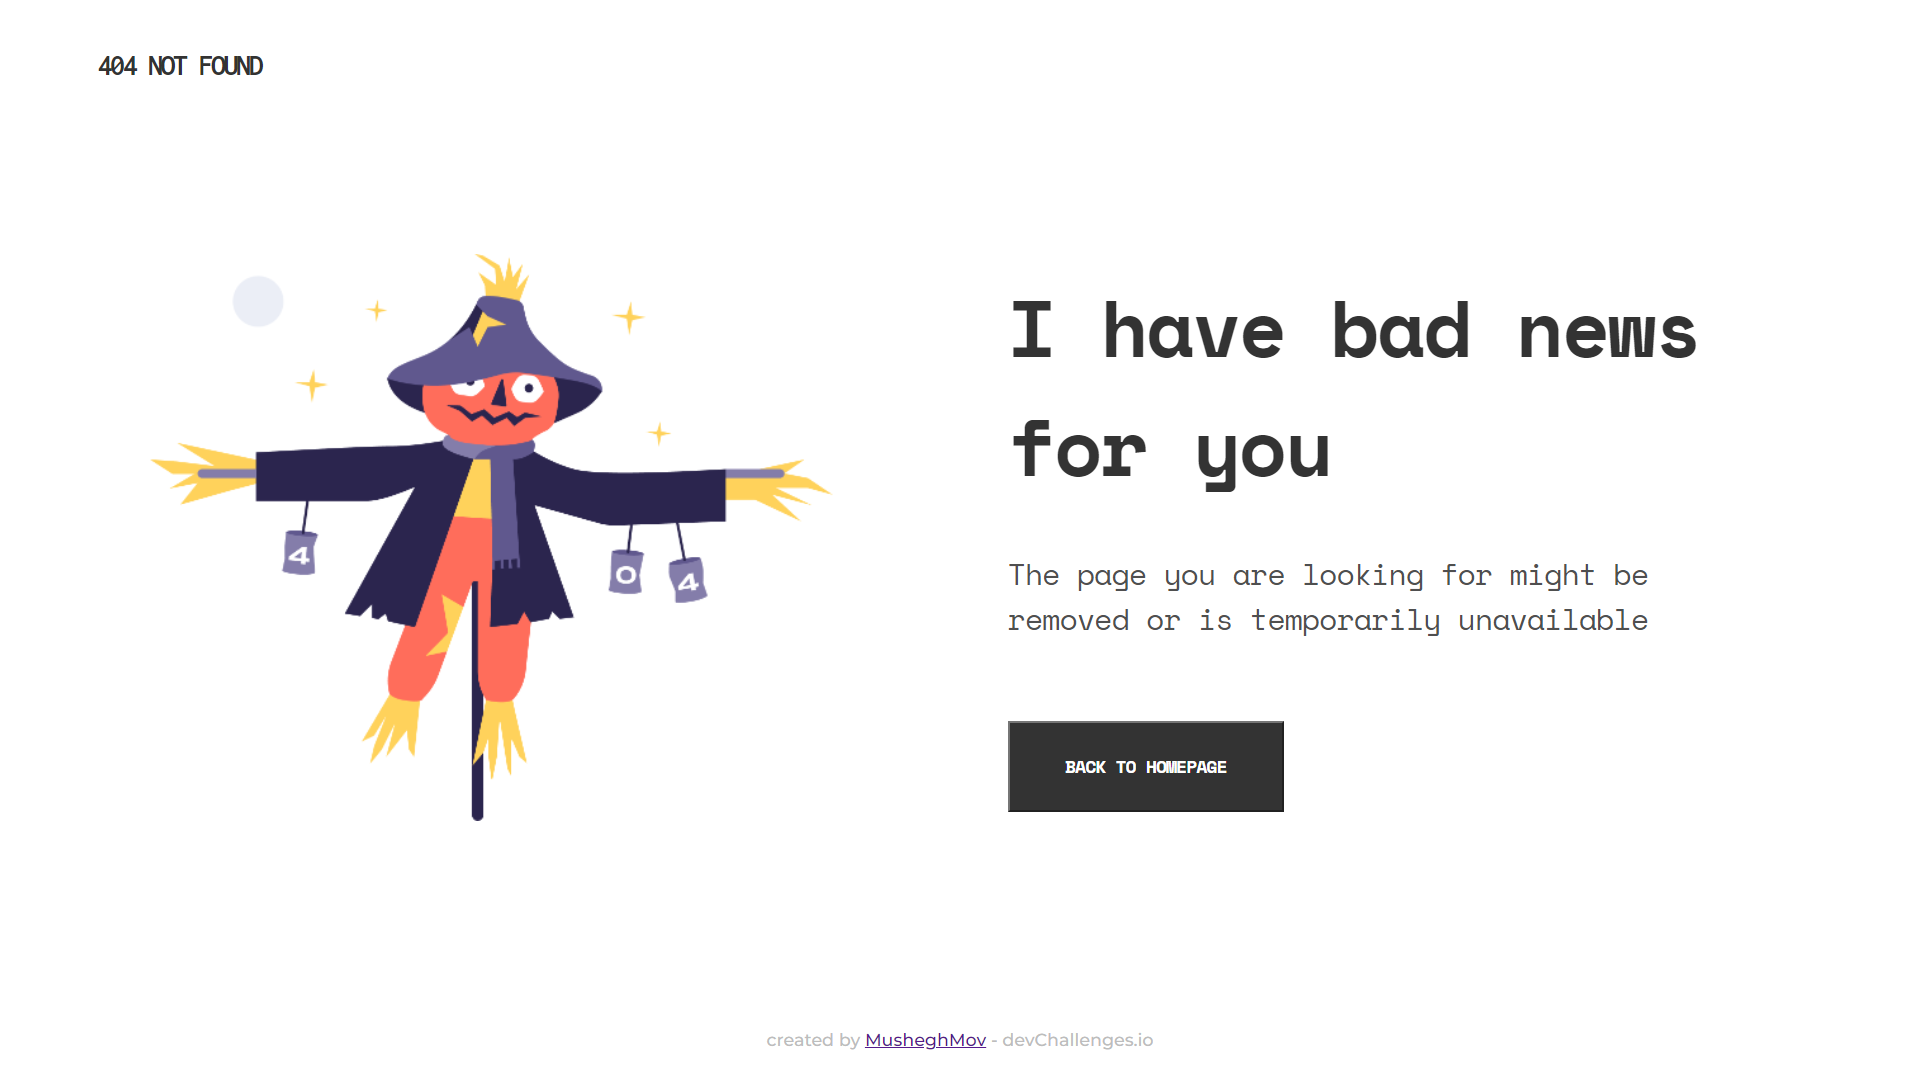 404 NOT FOUND
4
0
4
I have bad news
for you
The page you are looking for might be
removed or is temporarily unavailable
BACK TO HOMEPAGE
created by MusheghMov - devChallenges.io